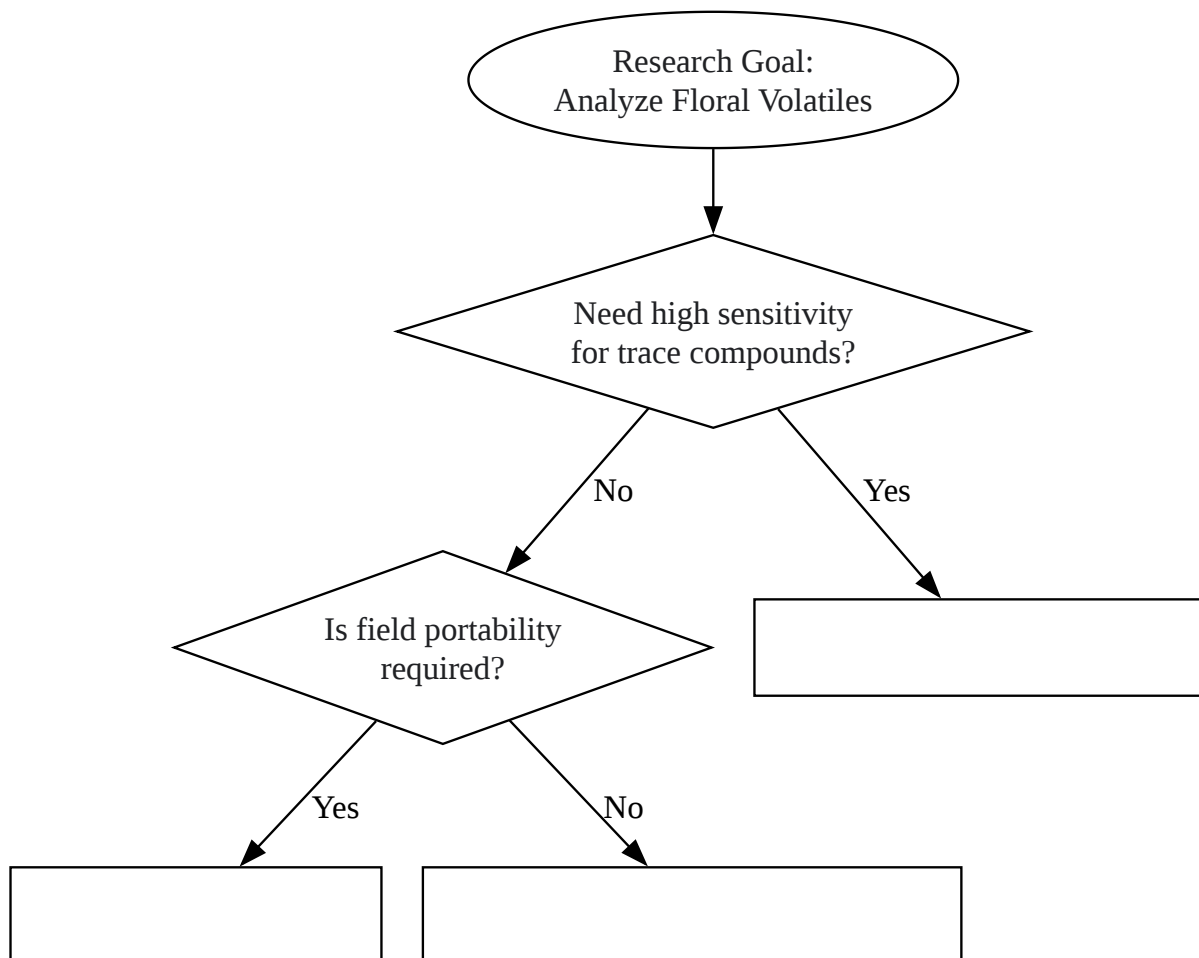 Research Goal:
Analyze Floral Volatiles
Need high sensitivity
for trace compounds?
No
Yes
Is field portability
required?
Yes
No